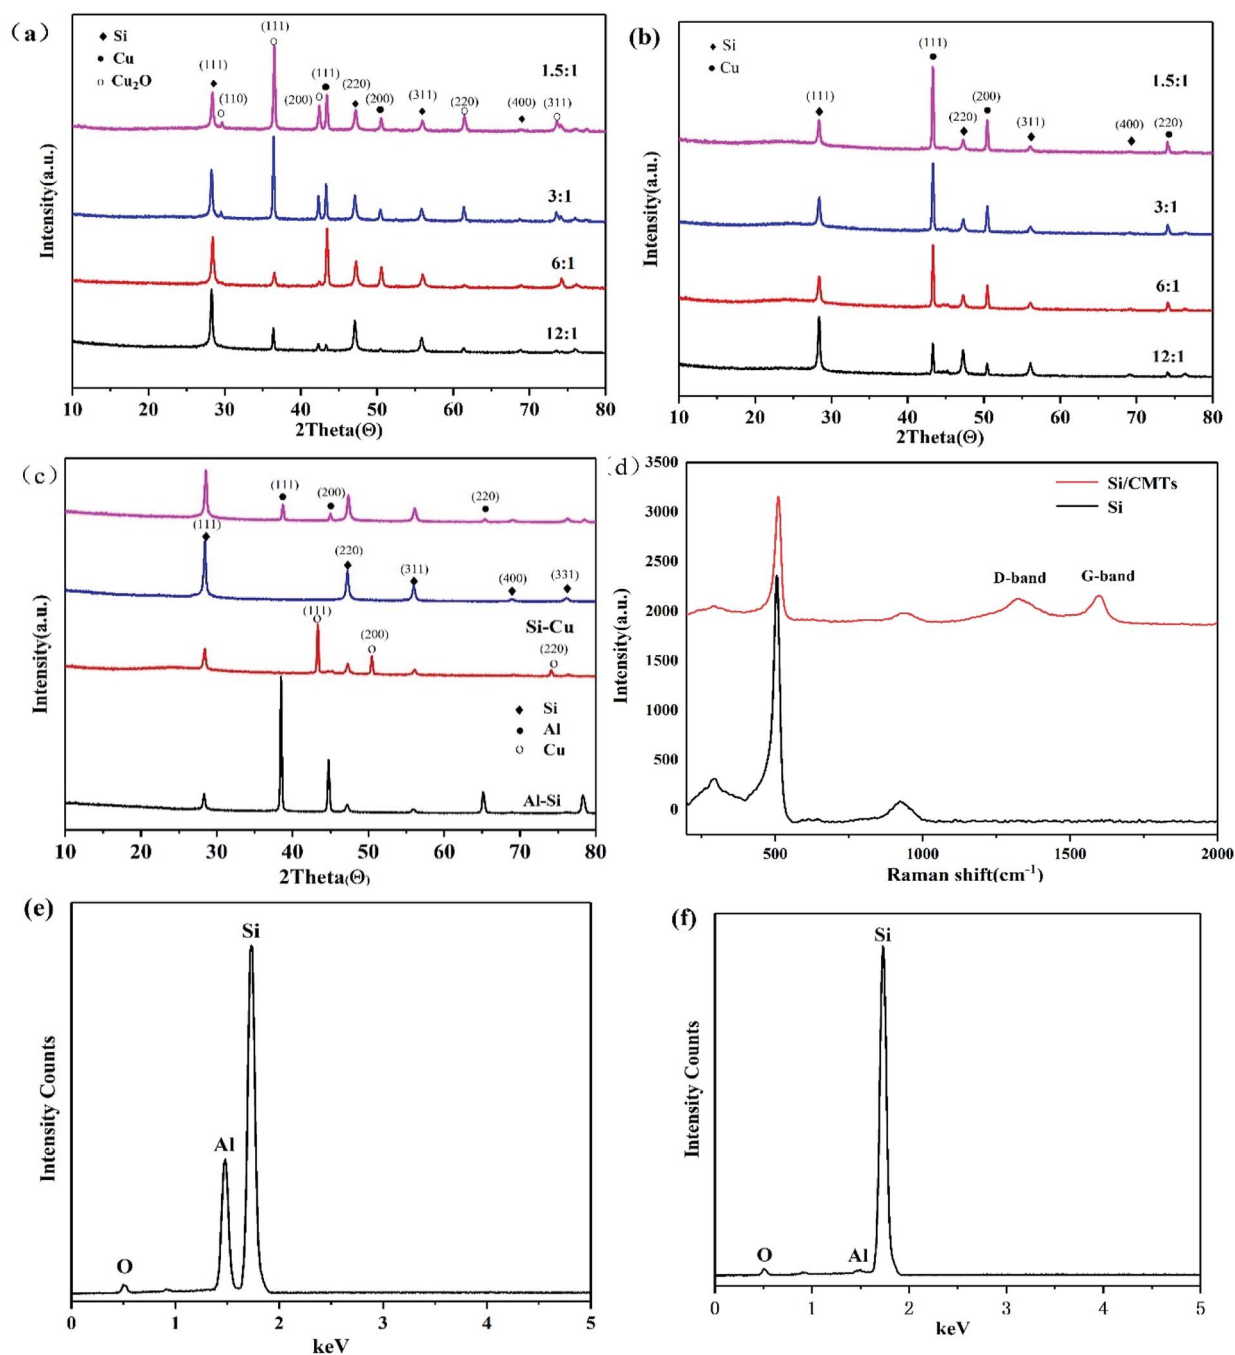 (a)
◆ Si
● Cu
○ Cu₂O
(111)
(111)
(110)
(200)
(111)
(220)
(200)
(311)
(220)
(400)
(311)
1.5:1
3:1
6:1
12:1
Intensity(a.u.)
10 20 30 40 50 60 70 80
2Theta(Θ)
(b)
◆ Si
● Cu
(111)
(111)
(220)
(200)
(311)
(400)
(220)
1.5:1
3:1
6:1
12:1
Intensity(a.u.)
10 20 30 40 50 60 70 80
2Theta(Θ)
(c)
(111)
(200)
(220)
(111)
(220)
(311)
(400)
(331)
Si-Cu
(111)
(200)
(220)
◆ Si
● Al
○ Cu
Al-Si
Intensity(a.u.)
10 20 30 40 50 60 70 80
2Theta(Θ)
(d)
Si/CMTs
Si
D-band G-band
3500
3000
2500
2000
1500
1000
500
0
Intensity(a.u.)
500 1000 1500 2000
Raman shift(cm⁻¹)
(e)
Si
Al
O
Intensity Counts
0 1 2 3 4 5
keV
(f)
Si
O
Al
Intensity Counts
0 1 2 3 4 5
keV